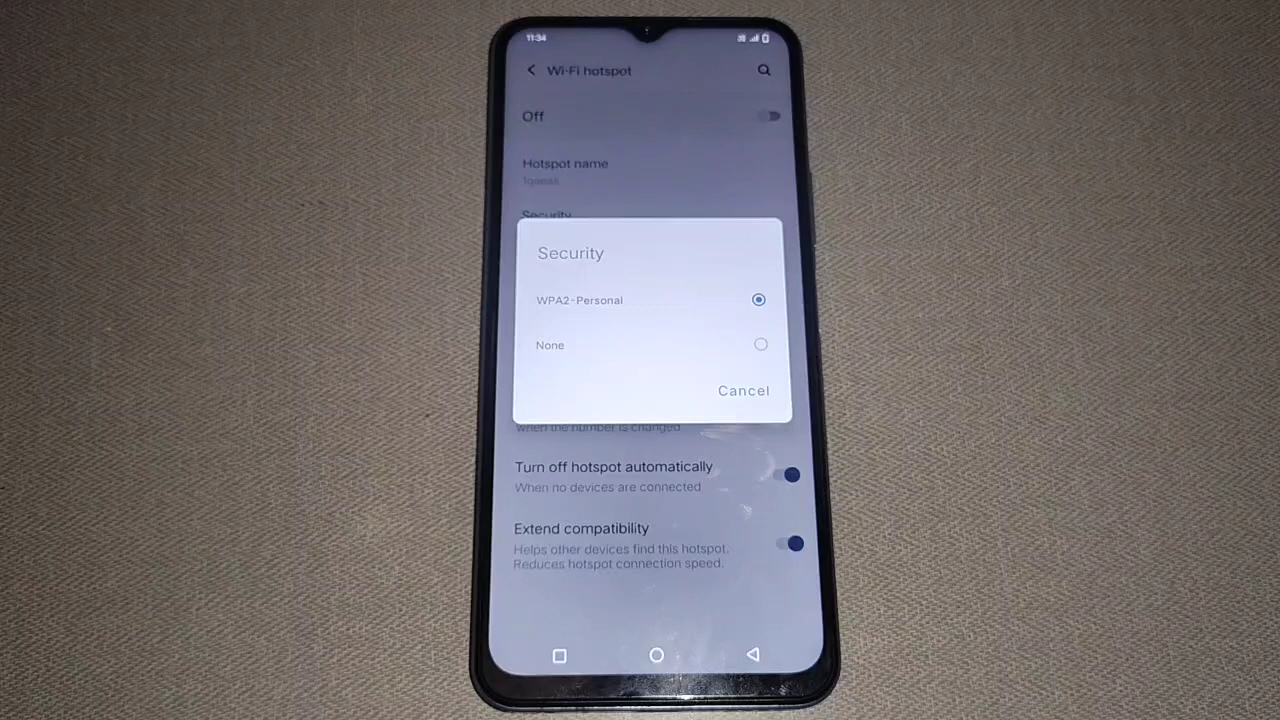 11:34
Wi-Fi hotspot
Off
Hotspot name
Security
Security
WPA2-Personal
None
Cancel
when the number is changed
Turn off hotspot automatically
When no devices are connected
Extend compatibility
Helps other devices find this hotspot.
Reduces hotspot connection speed.